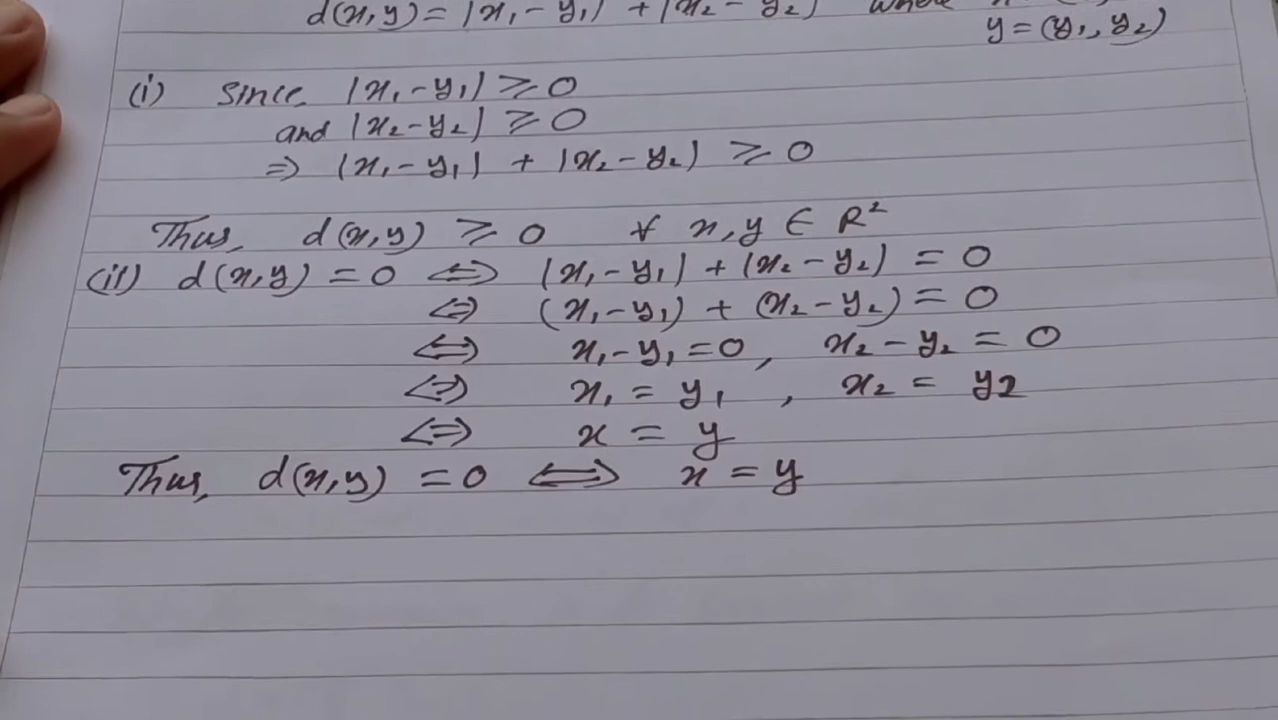 d(x,y) = |x₁ - y₁| + |x₂ - y₂| where
y = (y₁, y₂)
(i) Since |x₁ - y₁| ≥ 0
and |x₂ - y₂| ≥ 0
⇒ |x₁ - y₁| + |x₂ - y₂| ≥ 0
Thus, d(x,y) ≥ 0 ∀ x,y ∈ R²
(ii) d(x,y) = 0 ⇔ |x₁ - y₁| + |x₂ - y₂| = 0
⇔ (x₁ - y₁) + (x₂ - y₂) = 0
⇔ x₁ - y₁ = 0, x₂ - y₂ = 0
⇔ x₁ = y₁, x₂ = y2
⇔ x = y
Thus, d(x,y) = 0 ⇔ x = y